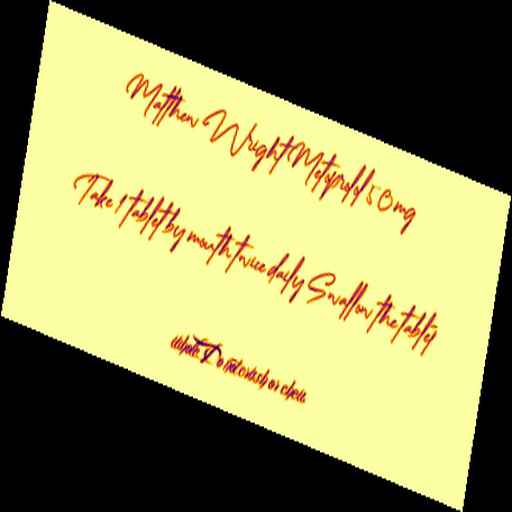 Matthew Wright Metoprolol 50mg
Take 1 tablet by mouth twice daily Swallow the tablet
whole. Do not crush or chew